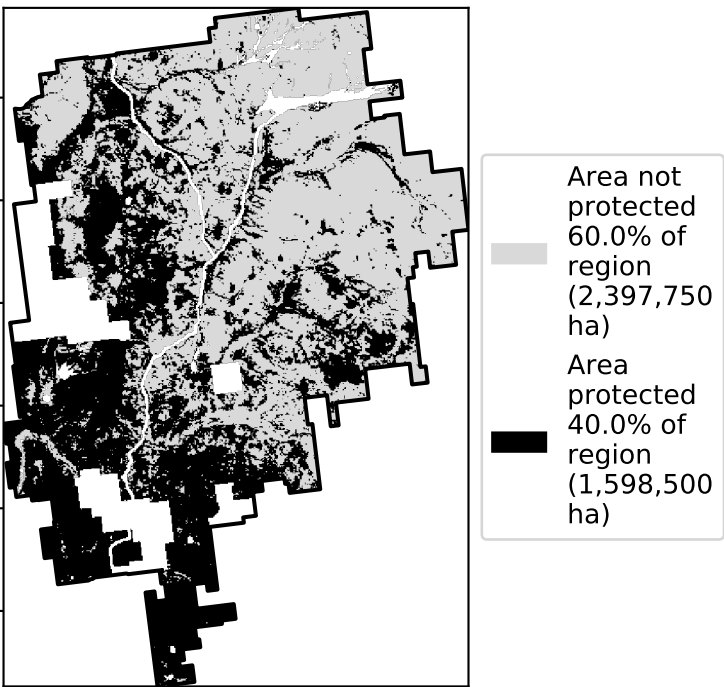 Area not
protected
60.0% of
region
(2,397,750
ha)
Area
protected
40.0% of
region
(1,598,500
ha)